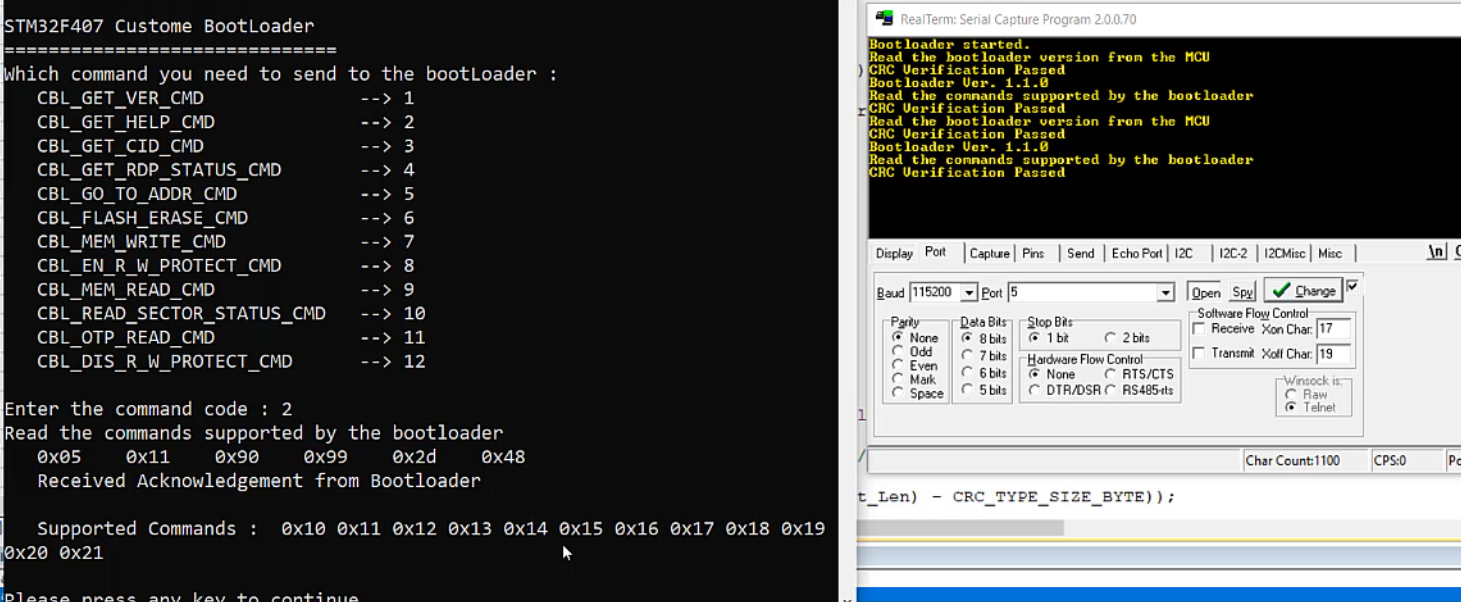 STM32F407 Custome BootLoader
==============================
Which command you need to send to the bootLoader :
CBL_GET_VER_CMD --> 1
CBL_GET_HELP_CMD --> 2
CBL_GET_CID_CMD --> 3
CBL_GET_RDP_STATUS_CMD --> 4
CBL_GO_TO_ADDR_CMD --> 5
CBL_FLASH_ERASE_CMD --> 6
CBL_MEM_WRITE_CMD --> 7
CBL_EN_R_W_PROTECT_CMD --> 8
CBL_MEM_READ_CMD --> 9
CBL_READ_SECTOR_STATUS_CMD --> 10
CBL_OTP_READ_CMD --> 11
CBL_DIS_R_W_PROTECT_CMD --> 12
Enter the command code : 2
Read the commands supported by the bootloader
0x05 0x11 0x90 0x99 0x2d 0x48
Received Acknowledgement from Bootloader
Supported Commands : 0x10 0x11 0x12 0x13 0x14 0x15 0x16 0x17 0x18 0x19
0x20 0x21
Please press any key to continue
RealTerm: Serial Capture Program 2.0.0.70
Bootloader started.
Read the bootloader version from the MCU
CRC Verification Passed
Bootloader Ver. 1.1.0
Read the commands supported by the bootloader
CRC Verification Passed
Read the bootloader version from the MCU
CRC Verification Passed
Bootloader Ver. 1.1.0
Read the commands supported by the bootloader
CRC Verification Passed
Display Port Capture Pins Send Echo Port I2C I2C-2 I2CMisc Misc \n
Baud 115200 Port 5 Open Spy Change
Parity
None
Odd
Even
Mark
Space
Data Bits
8 bits
7 bits
6 bits
5 bits
Stop Bits
1 bit 2 bits
Hardware Flow Control
None RTS/CTS
DTR/DSR RS485-rts
Software Flow Control
Receive Xon Char: 17
Transmit Xoff Char: 19
Winsock is:
Raw
Telnet
Char Count:1100 CPS:0
t_Len) - CRC_TYPE_SIZE_BYTE));